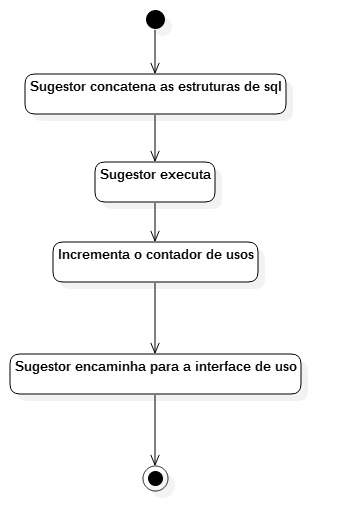 Sugestor concatena as estruturas de sql
Sugestor executa
Incrementa o contador de usos
Sugestor encaminha para a interface de uso